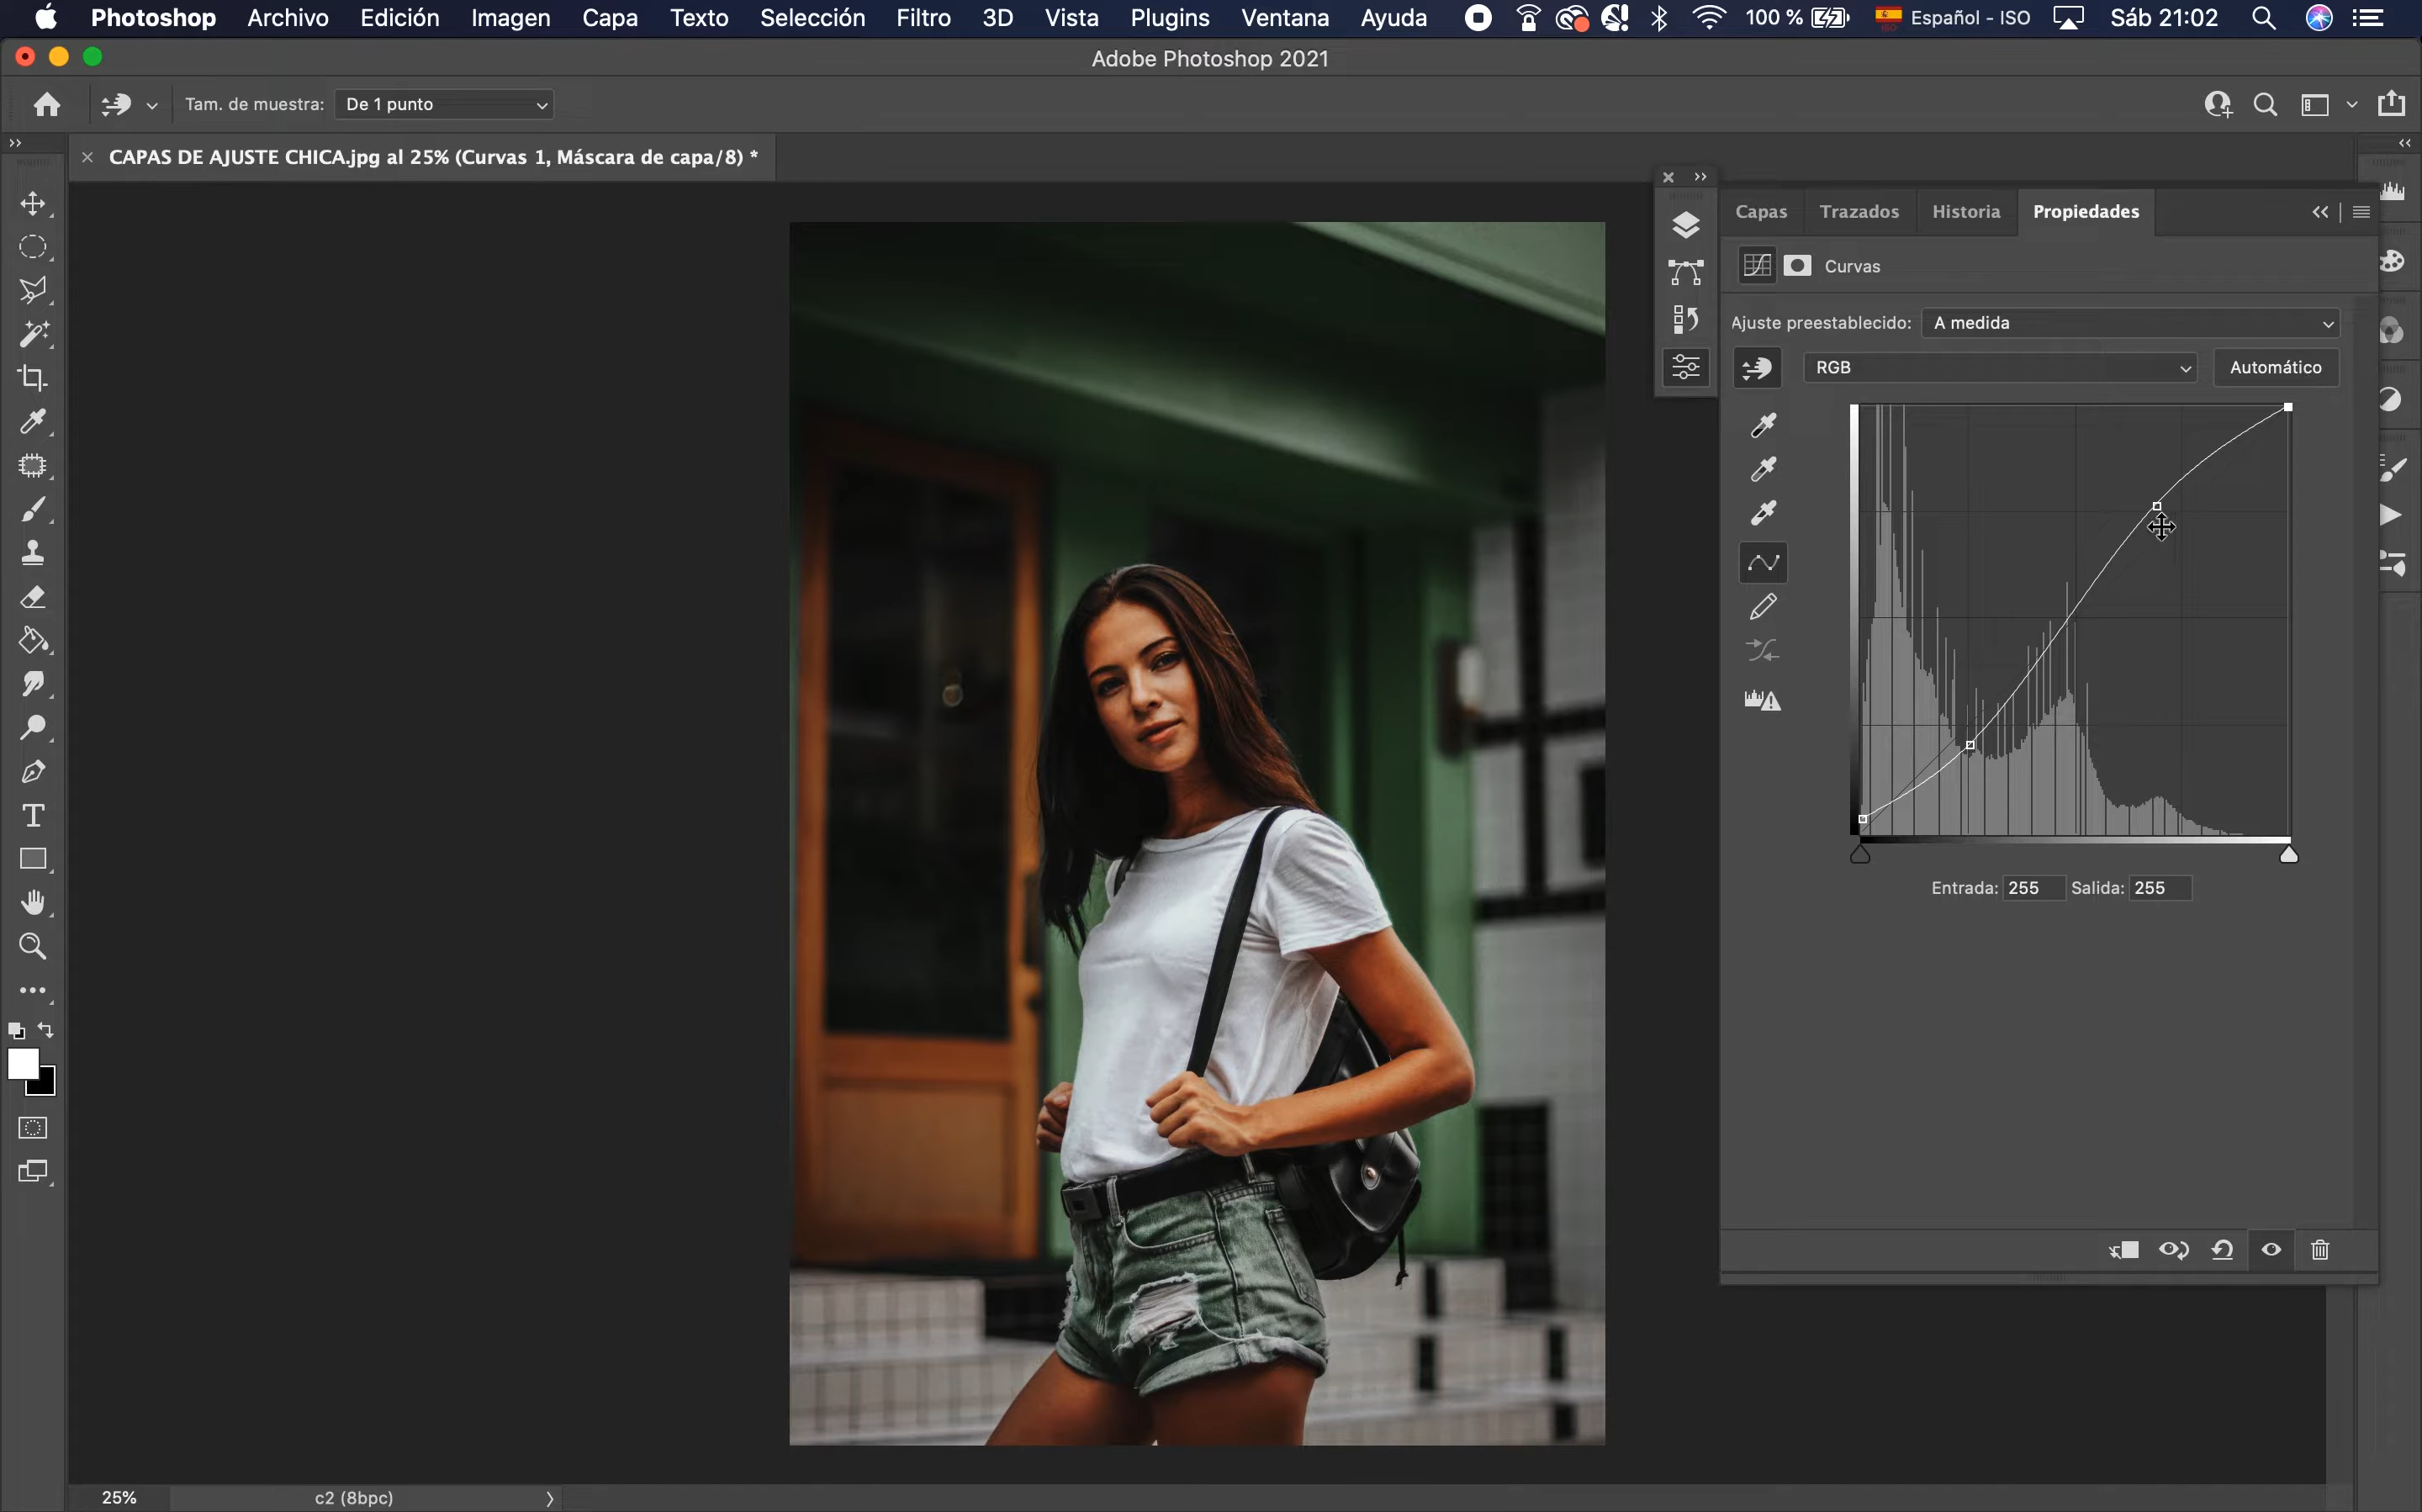 Photoshop Archivo Edición Imagen Capa Texto Selección Filtro 3D Vista Plugins Ventana Ayuda 100 % Español - ISO Sáb 21:02
Adobe Photoshop 2021
Tam. de muestra: De 1 punto
CAPAS DE AJUSTE CHICA.jpg al 25% (Curvas 1, Máscara de capa/8) *
Capas Trazados Historia Propiedades
Curvas
Ajuste preestablecido: A medida
RGB Automático
Entrada: 255 Salida: 255
25% c2 (8bpc)